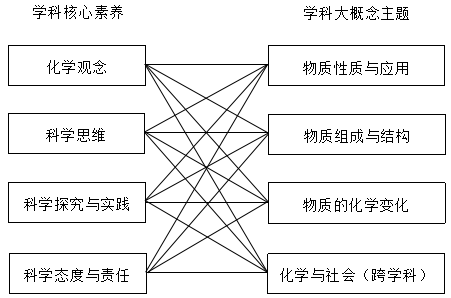 学科核心素养 学科大概念主题
化学观念 物质性质与应用
科学思维 物质组成与结构
科学探究与实践 物质的化学变化
科学态度与责任 化学与社会（跨学科）